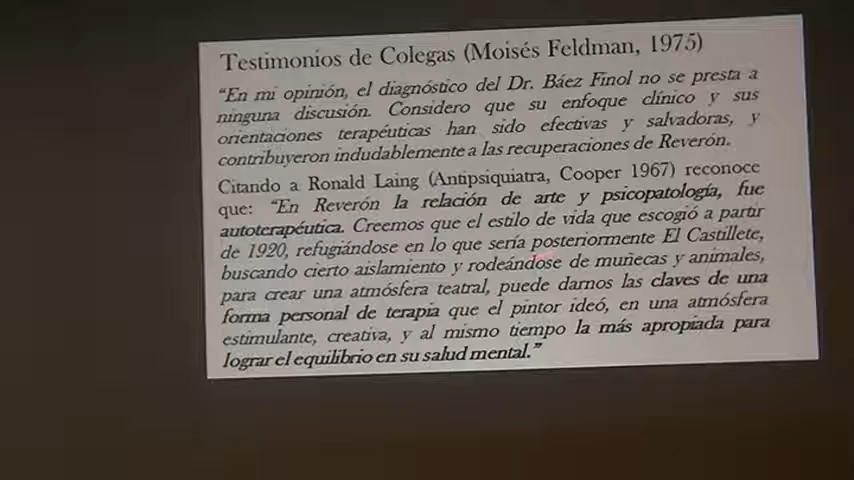 Testimonios de Colegas (Moisés Feldman, 1975)
“En mi opinión, el diagnóstico del Dr. Báez Finol no se presta a
ninguna discusión. Considero que su enfoque clínico y sus
orientaciones terapéuticas han sido efectivas y salvadoras, y
contribuyeron indudablemente a las recuperaciones de Reverón.
Citando a Ronald Laing (Antipsiquiatra, Cooper 1967) reconoce
que: “En Reverón la relación de arte y psicopatología, fue
autoterapéutica. Creemos que el estilo de vida que escogió a partir
de 1920, refugiándose en lo que sería posteriormente El Castillete,
buscando cierto aislamiento y rodeándose de muñecas y animales,
para crear una atmósfera teatral, puede darnos las claves de una
forma personal de terapia que el pintor ideó, en una atmósfera
estimulante, creativa, y al mismo tiempo la más apropiada para
lograr el equilibrio en su salud mental.”